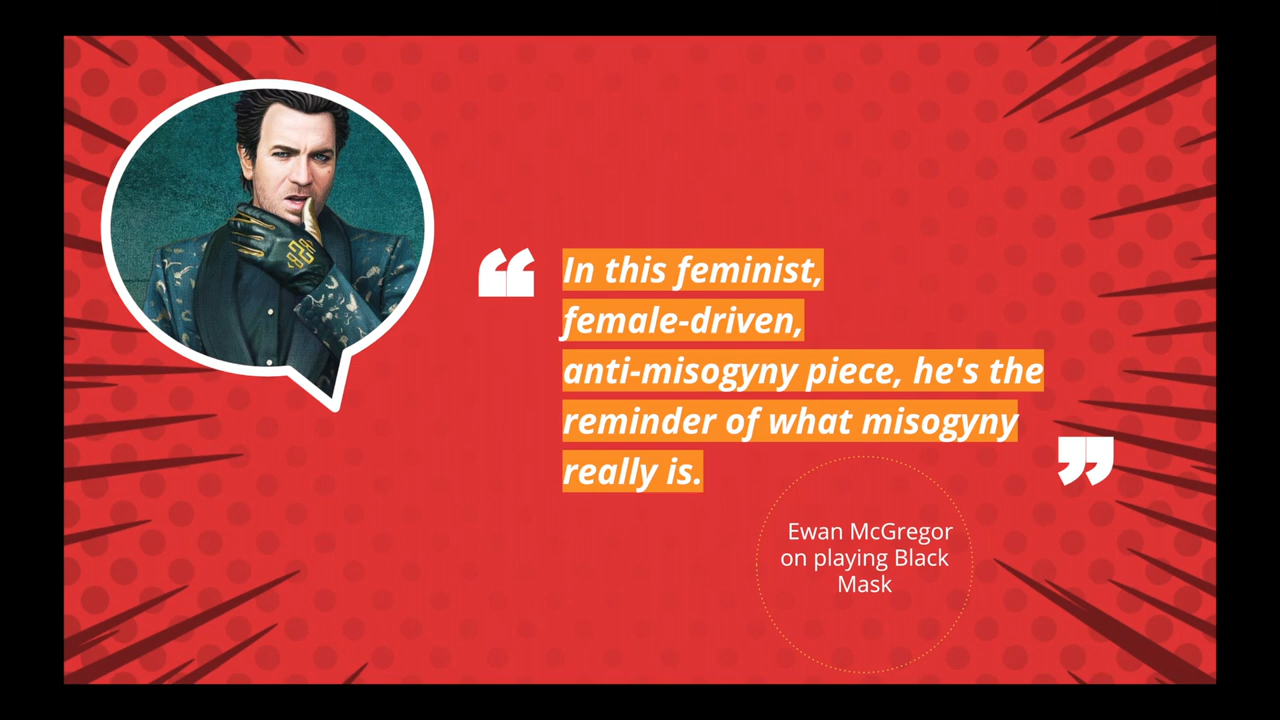 “ In this feminist,
female-driven,
anti-misogyny piece, he's the
reminder of what misogyny
really is. ”
Ewan McGregor
on playing Black
Mask